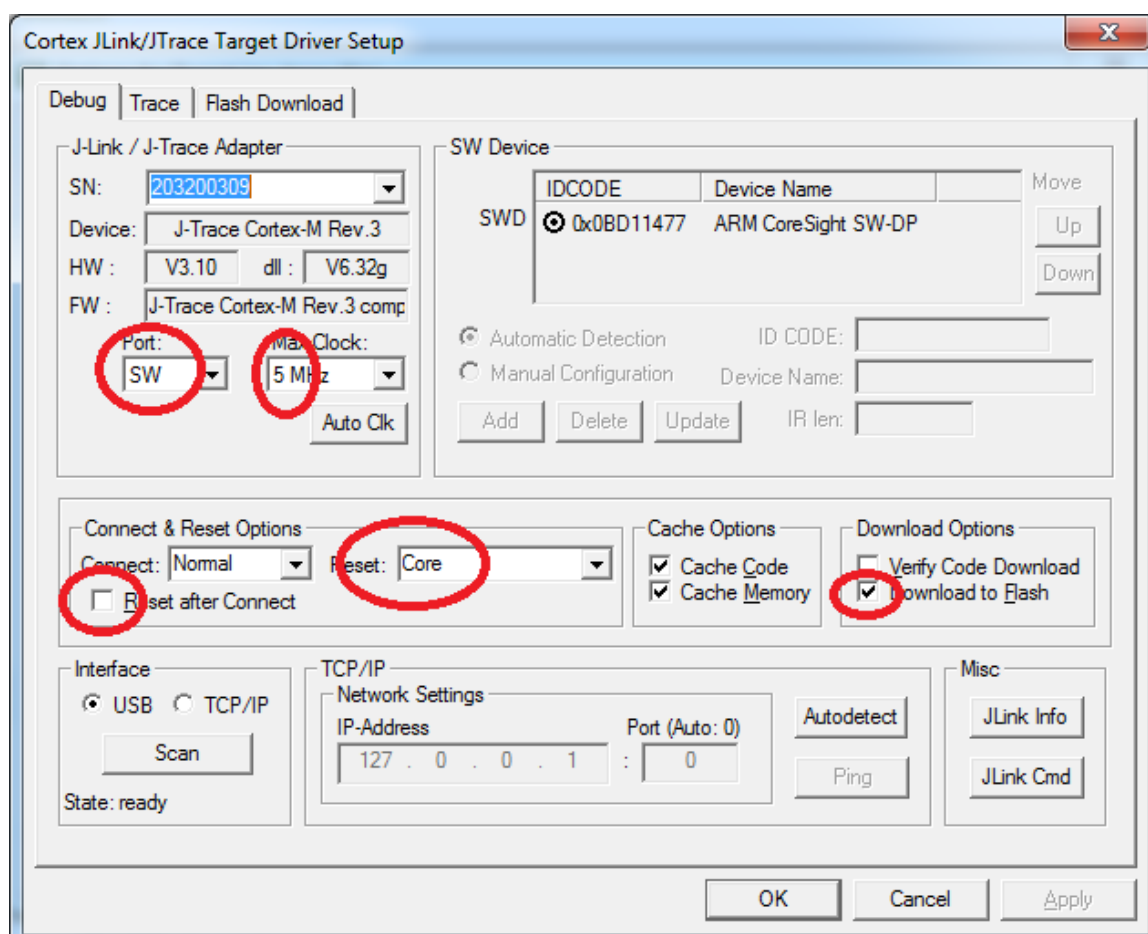 Cortex JLink/JTrace Target Driver Setup
Debug
Trace
Flash Download
J-Link / J-Trace Adapter
SN:
203200309
Device:
J-Trace Cortex-M Rev.3
HW :
V3.10
dll :
V6.32g
FW :
J-Trace Cortex-M Rev.3 comp
Port:
Max Clock:
SW
5 MHz
Auto Clk
SW Device
IDCODE
Device Name
Move
SWD
0x0BD11477
ARM CoreSight SW-DP
Up
Down
Automatic Detection
ID CODE:
Manual Configuration
Device Name:
Add
Delete
Update
IR len:
Connect & Reset Options
Connect:
Normal
Reset:
Core
Reset after Connect
Cache Options
Cache Code
Cache Memory
Download Options
Verify Code Download
Download to Flash
Interface
USB
TCP/IP
Scan
State: ready
TCP/IP
Network Settings
IP-Address
Port (Auto: 0)
127 . 0 . 0 . 1
:
0
Autodetect
Ping
Misc
JLink Info
JLink Cmd
OK
Cancel
Apply